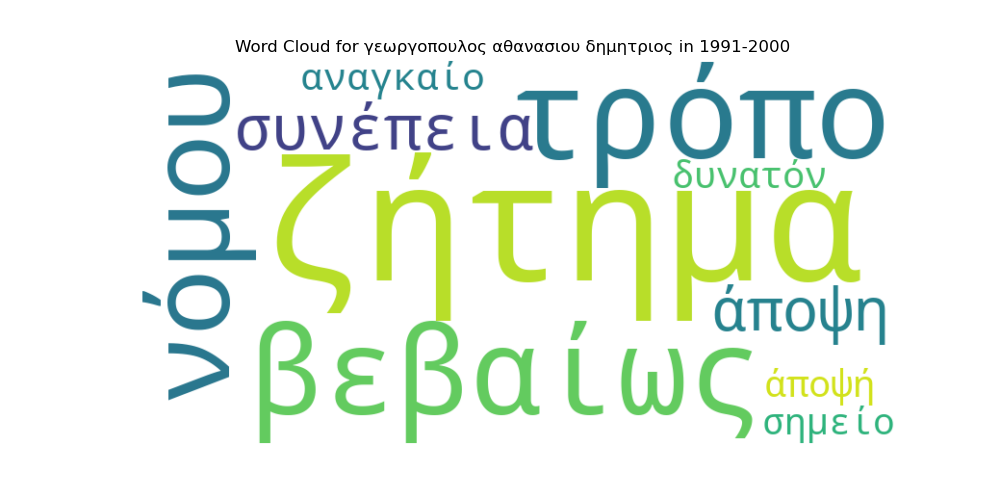 Word Cloud for γεωργοπουλος αθανασιου δημητριος in 1991-2000
αναγκαίο
νόμου
συνέπεια
τρόπο
δυνατόν
ζήτημα
άποψη
βεβαίως
άποψή
σημείο